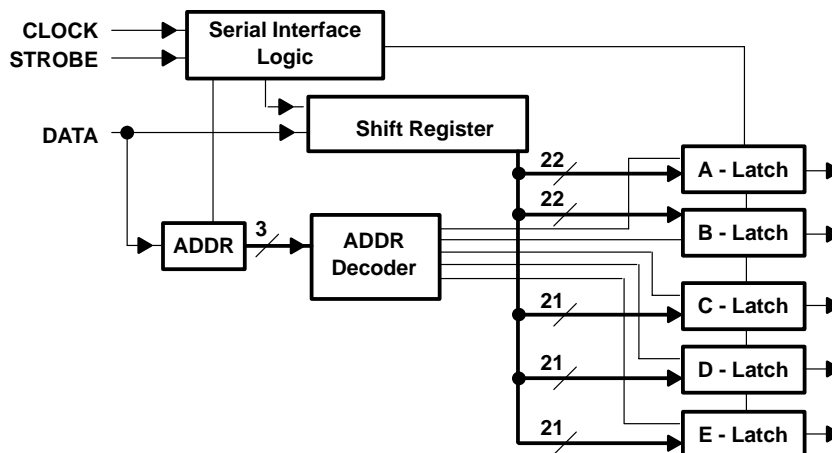 CLOCK
STROBE
Serial Interface
Logic
DATA
Shift Register
ADDR
3
ADDR
Decoder
22
A - Latch
22
B - Latch
21
C - Latch
21
D - Latch
21
E - Latch